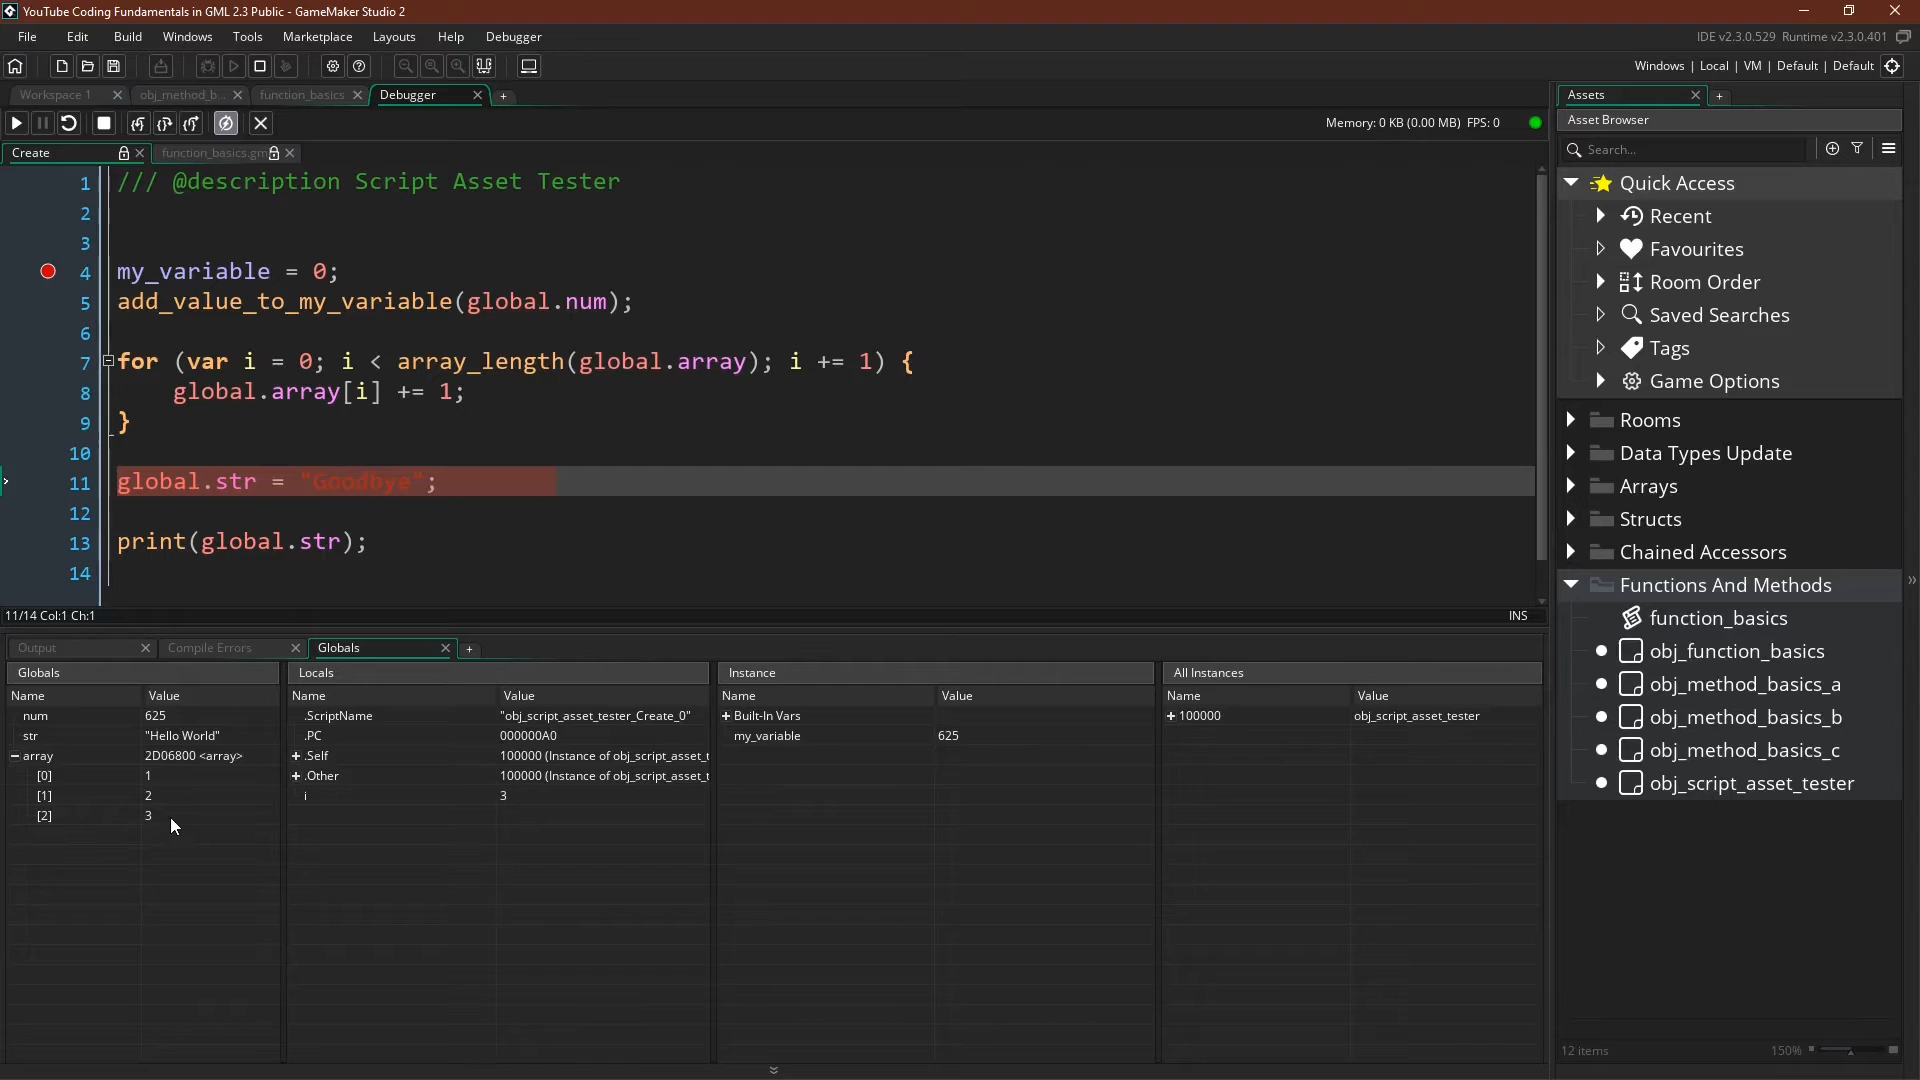 YouTube Coding Fundamentals in GML 2.3 Public - GameMaker Studio 2
File Edit Build Windows Tools Marketplace Layouts Help Debugger
IDE v2.3.0.529 Runtime v2.3.0.401
Windows | Local | VM | Default | Default
Workspace 1 obj_method_b... function_basics Debugger
Memory: 0 KB (0.00 MB) FPS: 0
Create function_basics.gm
1 /// @description Script Asset Tester
2
3
4 my_variable = 0;
5 add_value_to_my_variable(global.num);
6
7 for (var i = 0; i < array_length(global.array); i += 1) {
8 global.array[i] += 1;
9 }
10
11 global.str = "Goodbye";
12
13 print(global.str);
14
11/14 Col:1 Ch:1 INS
Output Compile Errors Globals
Globals
Name Value
num 625
str "Hello World"
array 2D06800 <array>
[0] 1
[1] 2
[2] 3
Locals
Name Value
.ScriptName "obj_script_asset_tester_Create_0"
.PC 000000A0
.Self 100000 (Instance of obj_script_asset_t
.Other 100000 (Instance of obj_script_asset_t
i 3
Instance
Name Value
Built-In Vars
my_variable 625
All Instances
Name Value
100000 obj_script_asset_tester
Assets
Asset Browser
Search...
Quick Access
Recent
Favourites
Room Order
Saved Searches
Tags
Game Options
Rooms
Data Types Update
Arrays
Structs
Chained Accessors
Functions And Methods
function_basics
obj_function_basics
obj_method_basics_a
obj_method_basics_b
obj_method_basics_c
obj_script_asset_tester
12 items 150%